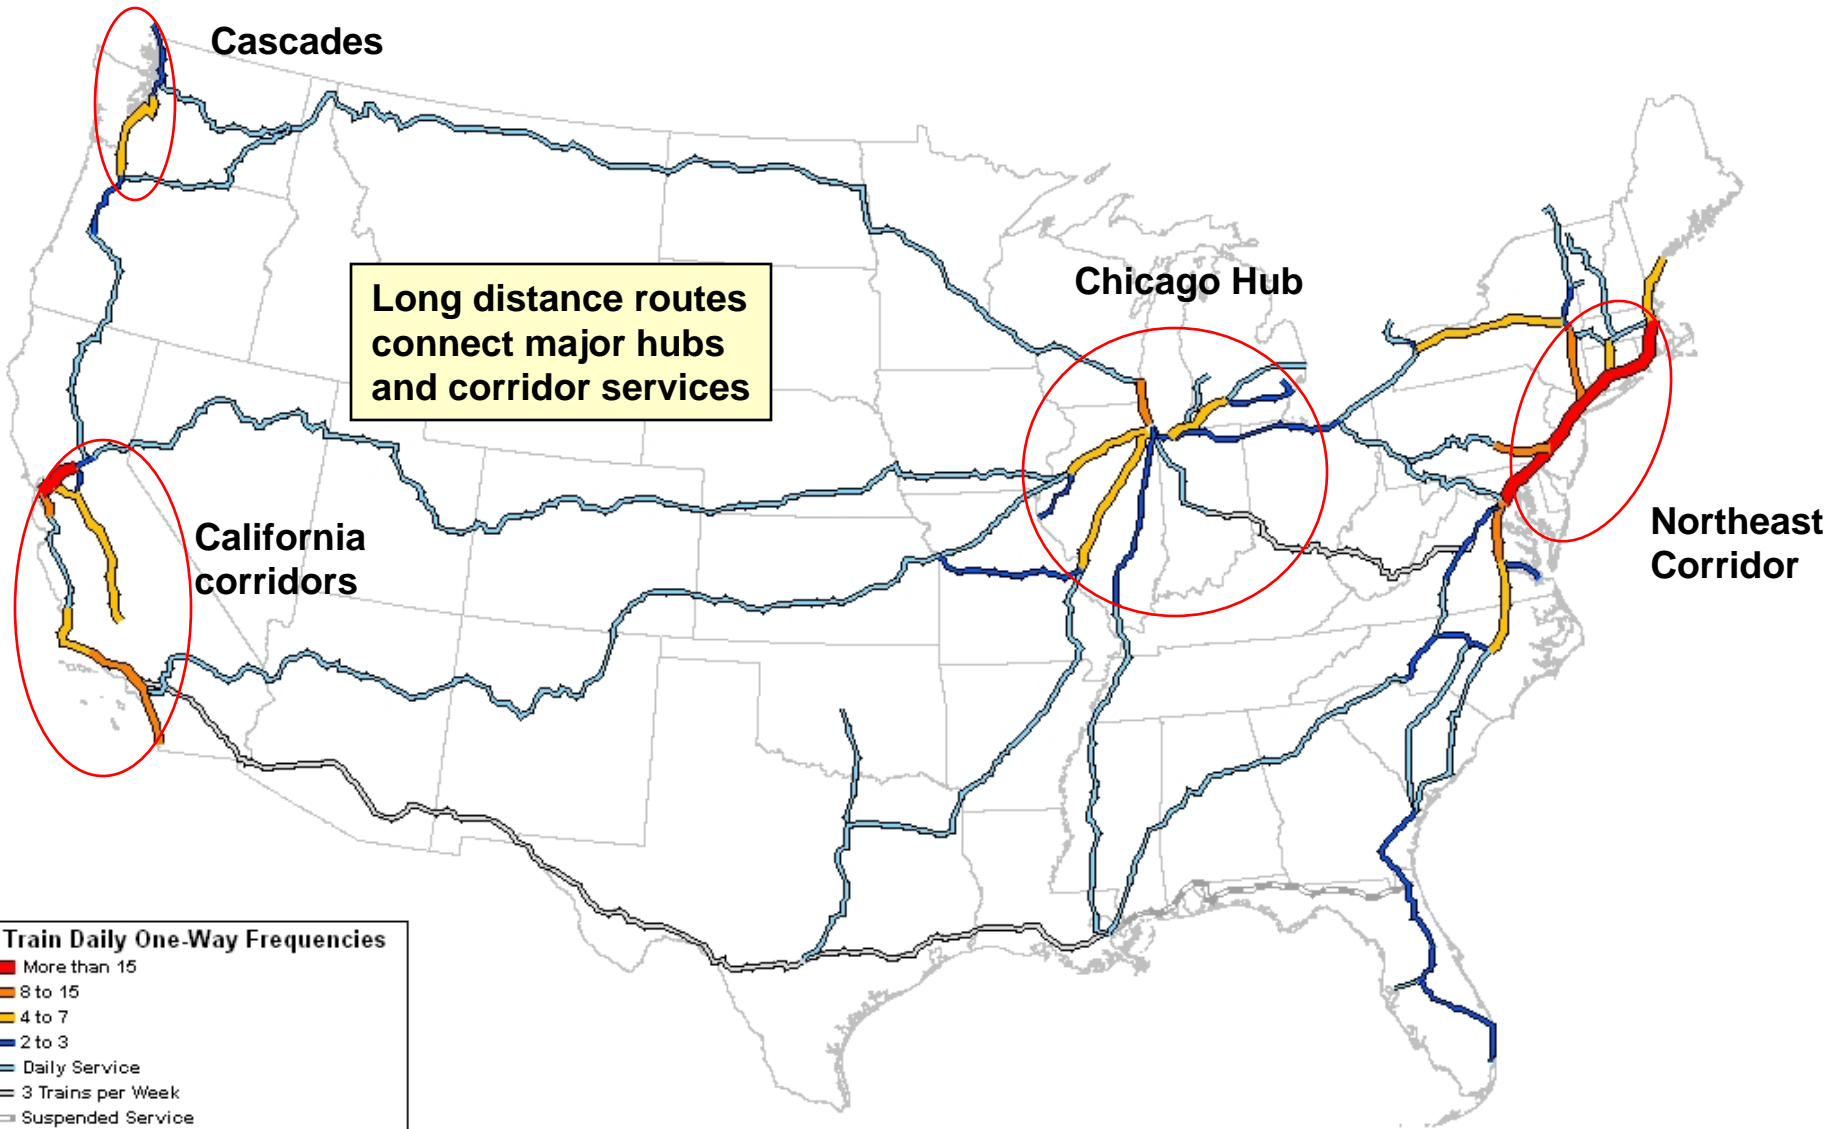 Cascades
Long distance routes
connect major hubs
and corridor services
Chicago Hub
California
corridors
Northeast
Corridor
Train Daily One-Way Frequencies
More than 15
8 to 15
4 to 7
2 to 3
Daily Service
3 Trains per Week
Suspended Service